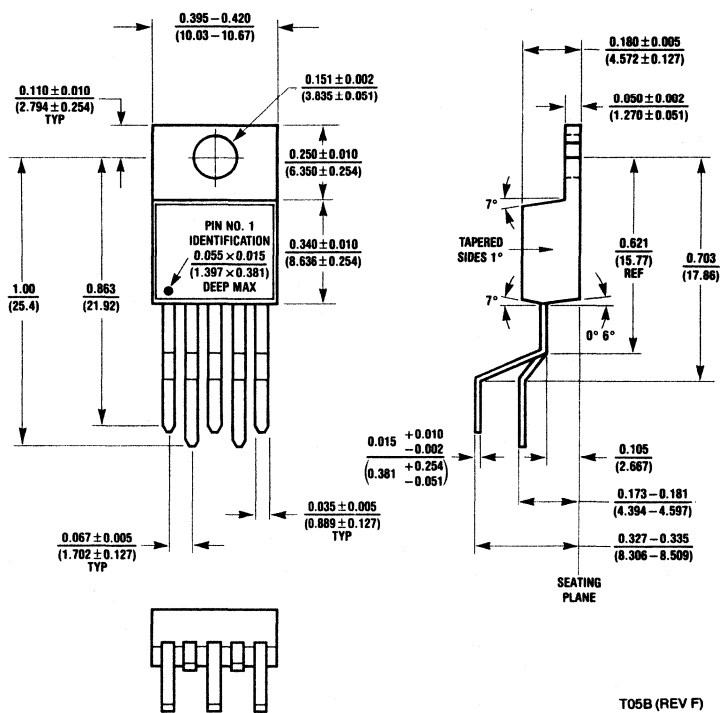 0.395 – 0.420
(10.03 – 10.67)
0.110 ± 0.010
(2.794 ± 0.254)
TYP
0.151 ± 0.002
(3.835 ± 0.051)
0.250 ± 0.010
(6.350 ± 0.254)
PIN NO. 1
IDENTIFICATION
0.055 × 0.015
(1.397 × 0.381)
DEEP MAX
0.340 ± 0.010
(8.636 ± 0.254)
1.00
(25.4)
0.863
(21.92)
0.067 ± 0.005
(1.702 ± 0.127)
TYP
0.035 ± 0.005
(0.889 ± 0.127)
TYP
0.180 ± 0.005
(4.572 ± 0.127)
0.050 ± 0.002
(1.270 ± 0.051)
7°
TAPERED
SIDES 1°
7°
0° 6°
0.621
(15.77)
REF
0.703
(17.86)
0.015 +0.010
−0.002
(0.381 +0.254
−0.051)
0.105
(2.667)
0.173 – 0.181
(4.394 – 4.597)
0.327 – 0.335
(8.306 – 8.509)
SEATING
PLANE
T05B (REV F)